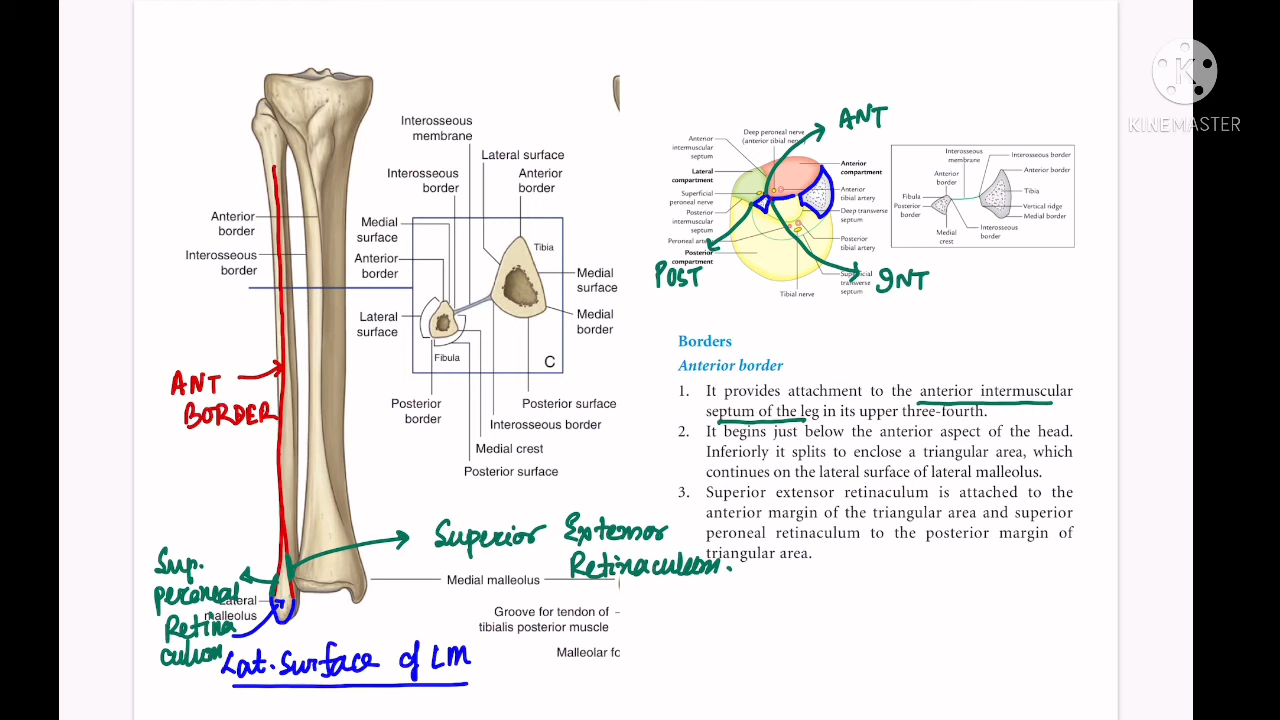 K
KINEMASTER
Interosseous
membrane
Lateral surface
Interosseous
border
Anterior
border
Anterior
border
Medial
surface
Tibia
Interosseous
border
Anterior
border
Medial
surface
Lateral
surface
Medial
border
Fibula
C
Posterior
border
Posterior surface
Interosseous border
Medial crest
Posterior surface
ANT
BORDER
Superior Extensor
Retinaculum.
Sup.
peroneal
Retina
culum
Lateral
malleolus
Medial malleolus
Groove for tendon of
tibialis posterior muscle
Malleolar fo
Lat. Surface of LM
ANT
Deep peroneal nerve
(anterior tibial nerve
Anterior
intermuscular
septum
Lateral
compartment
Superficial
peroneal nerve
Posterior
intermuscular
septum
Peroneal art
Posterior
compartment
Anterior
compartment
Anterior
tibial artery
Deep transverse
septum
Posterior
tibial artery
transverse
septum
Tibial nerve
POST
INT
Interosseous
membrane
Interosseous border
Anterior
border
Anterior border
Fibula
Tibia
Posterior
border
Vertical ridge
Medial border
Medial
crest
Interosseous
border
Borders
Anterior border
1. It provides attachment to the anterior intermuscular
septum of the leg in its upper three-fourth.
2. It begins just below the anterior aspect of the head.
Inferiorly it splits to enclose a triangular area, which
continues on the lateral surface of lateral malleolus.
3. Superior extensor retinaculum is attached to the
anterior margin of the triangular area and superior
peroneal retinaculum to the posterior margin of
triangular area.